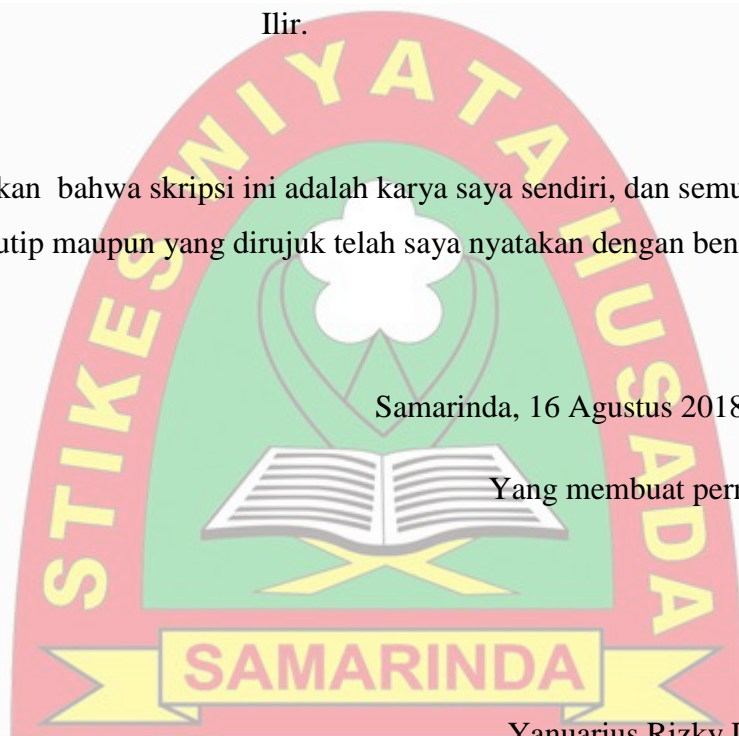 Ilir.
STIKES WIYATA HUSADA
kan bahwa skripsi ini adalah karya saya sendiri, dan semu
utip maupun yang dirujuk telah saya nyatakan dengan ben
Samarinda, 16 Agustus 2018
Yang membuat per
SAMARINDA
Yanuarius Rizky